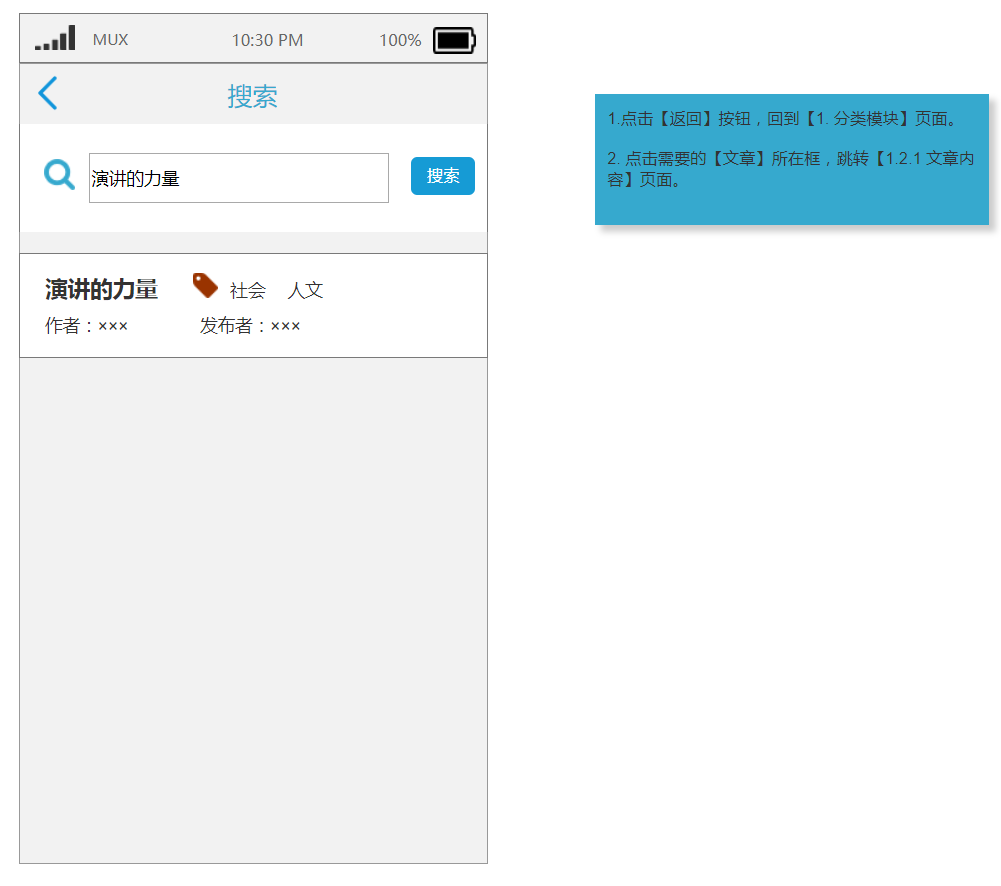 MUX 10:30 PM 100%
搜索
演讲的力量 搜索
演讲的力量 社会 人文
作者：××× 发布者：×××
1.点击【返回】按钮，回到【1. 分类模块】页面。
2. 点击需要的【文章】所在框，跳转【1.2.1 文章内
容】页面。